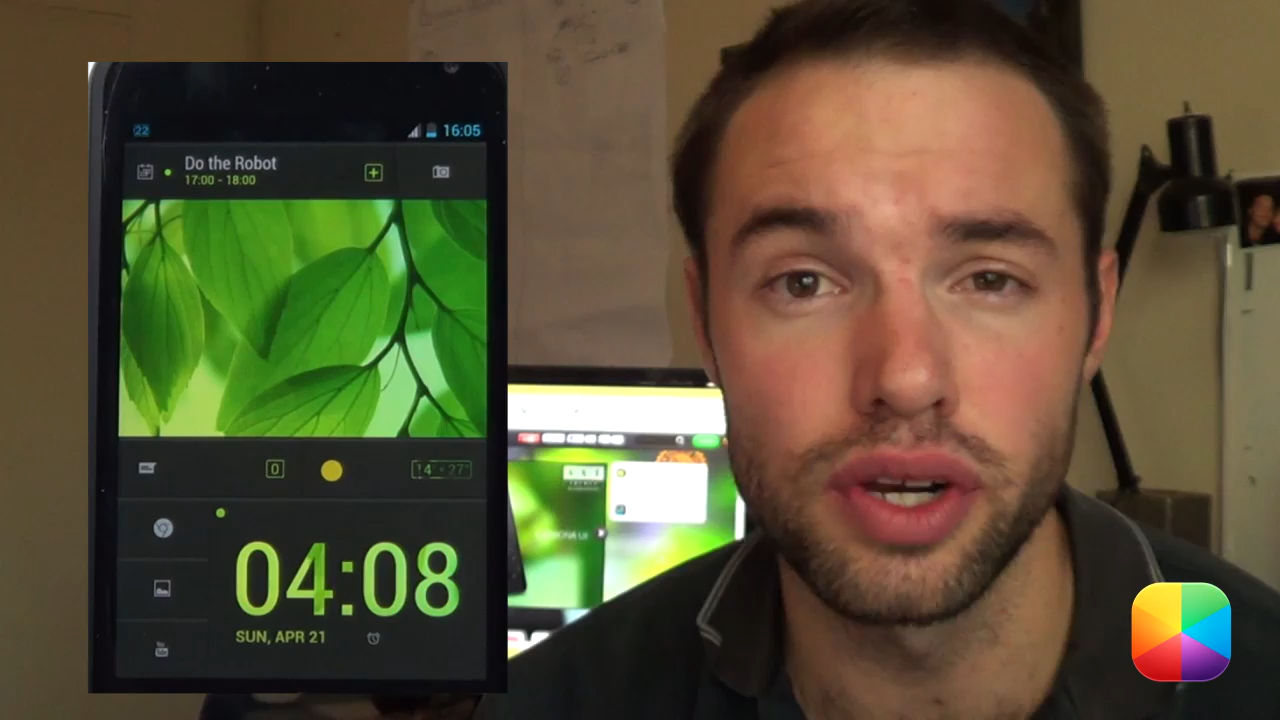 22
16:05
Do the Robot
17:00 - 18:00
0
14° 27°
04:08
SUN, APR 21